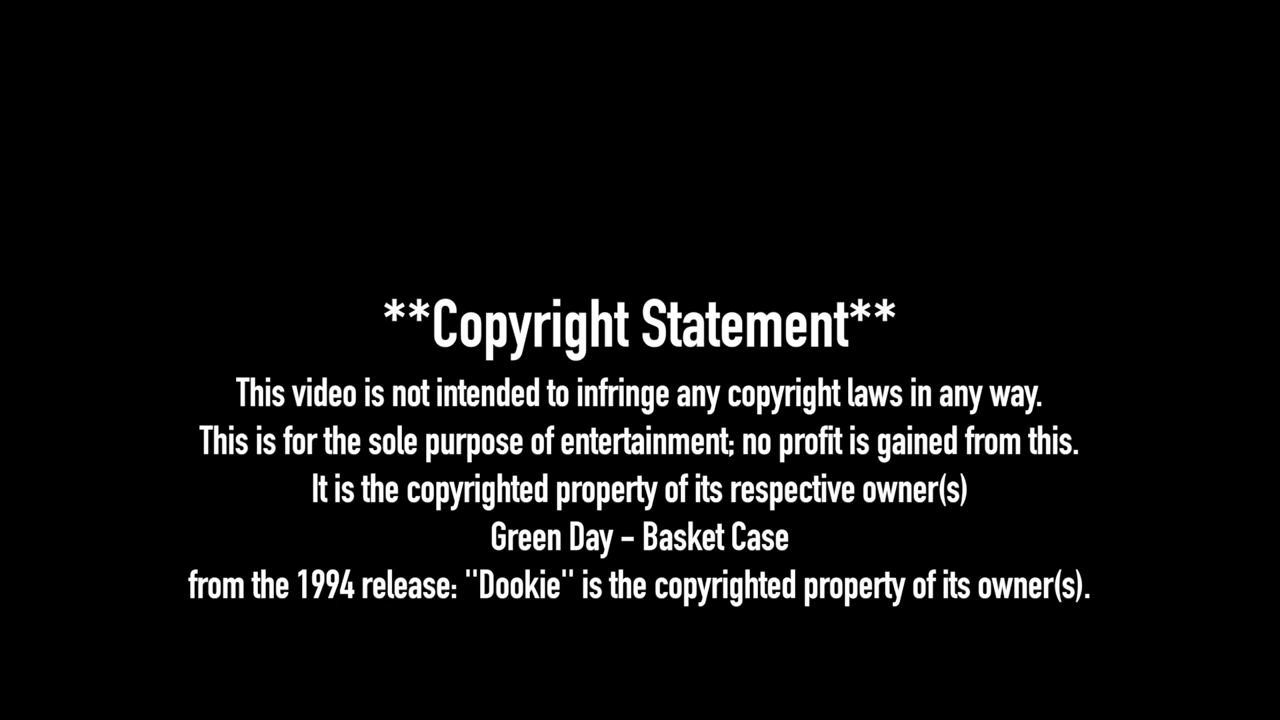 **Copyright Statement**
This video is not intended to infringe any copyright laws in any way.
This is for the sole purpose of entertainment; no profit is gained from this.
It is the copyrighted property of its respective owner(s)
Green Day - Basket Case
from the 1994 release: "Dookie" is the copyrighted property of its owner(s).